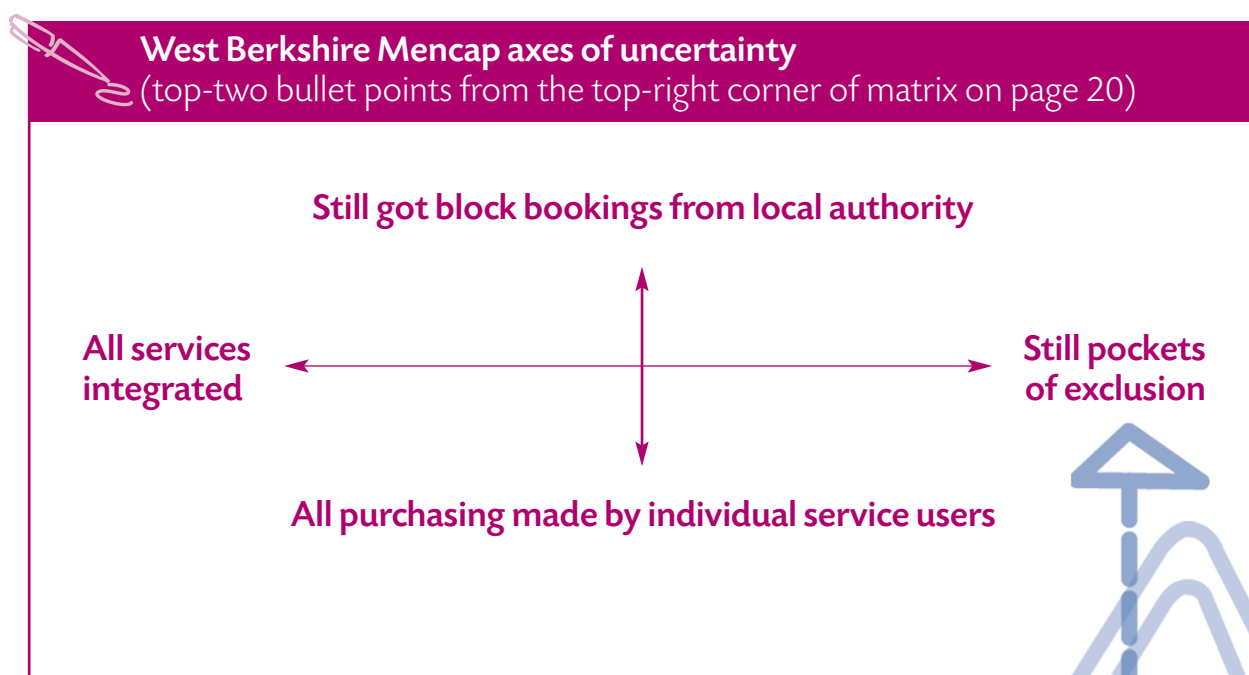 West Berkshire Mencap axes of uncertainty
(top-two bullet points from the top-right corner of matrix on page 20)
Still got block bookings from local authority
All services
integrated
Still pockets
of exclusion
All purchasing made by individual service users